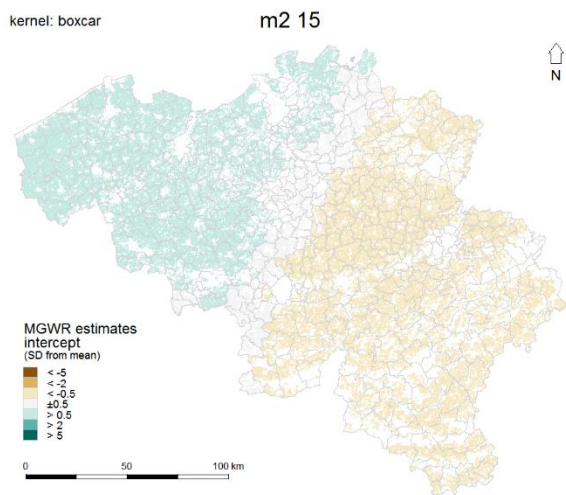 kernel: boxcar
m2 15
N
MGWR estimates
intercept
(SD from mean)
< -5
< -2
< -0.5
±0.5
> 0.5
> 2
> 5
0 50 100 km